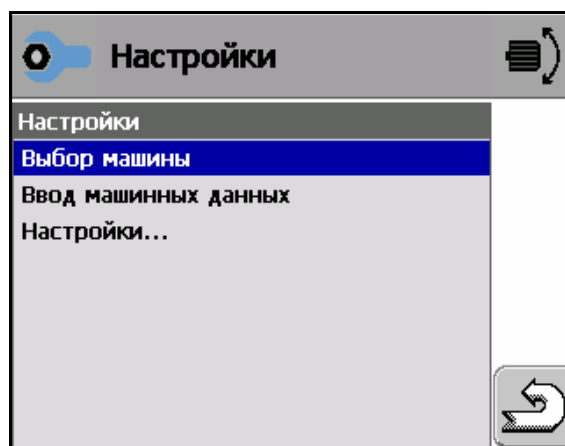 Настройки
Настройки
Выбор машины
Ввод машинных данных
Настройки...